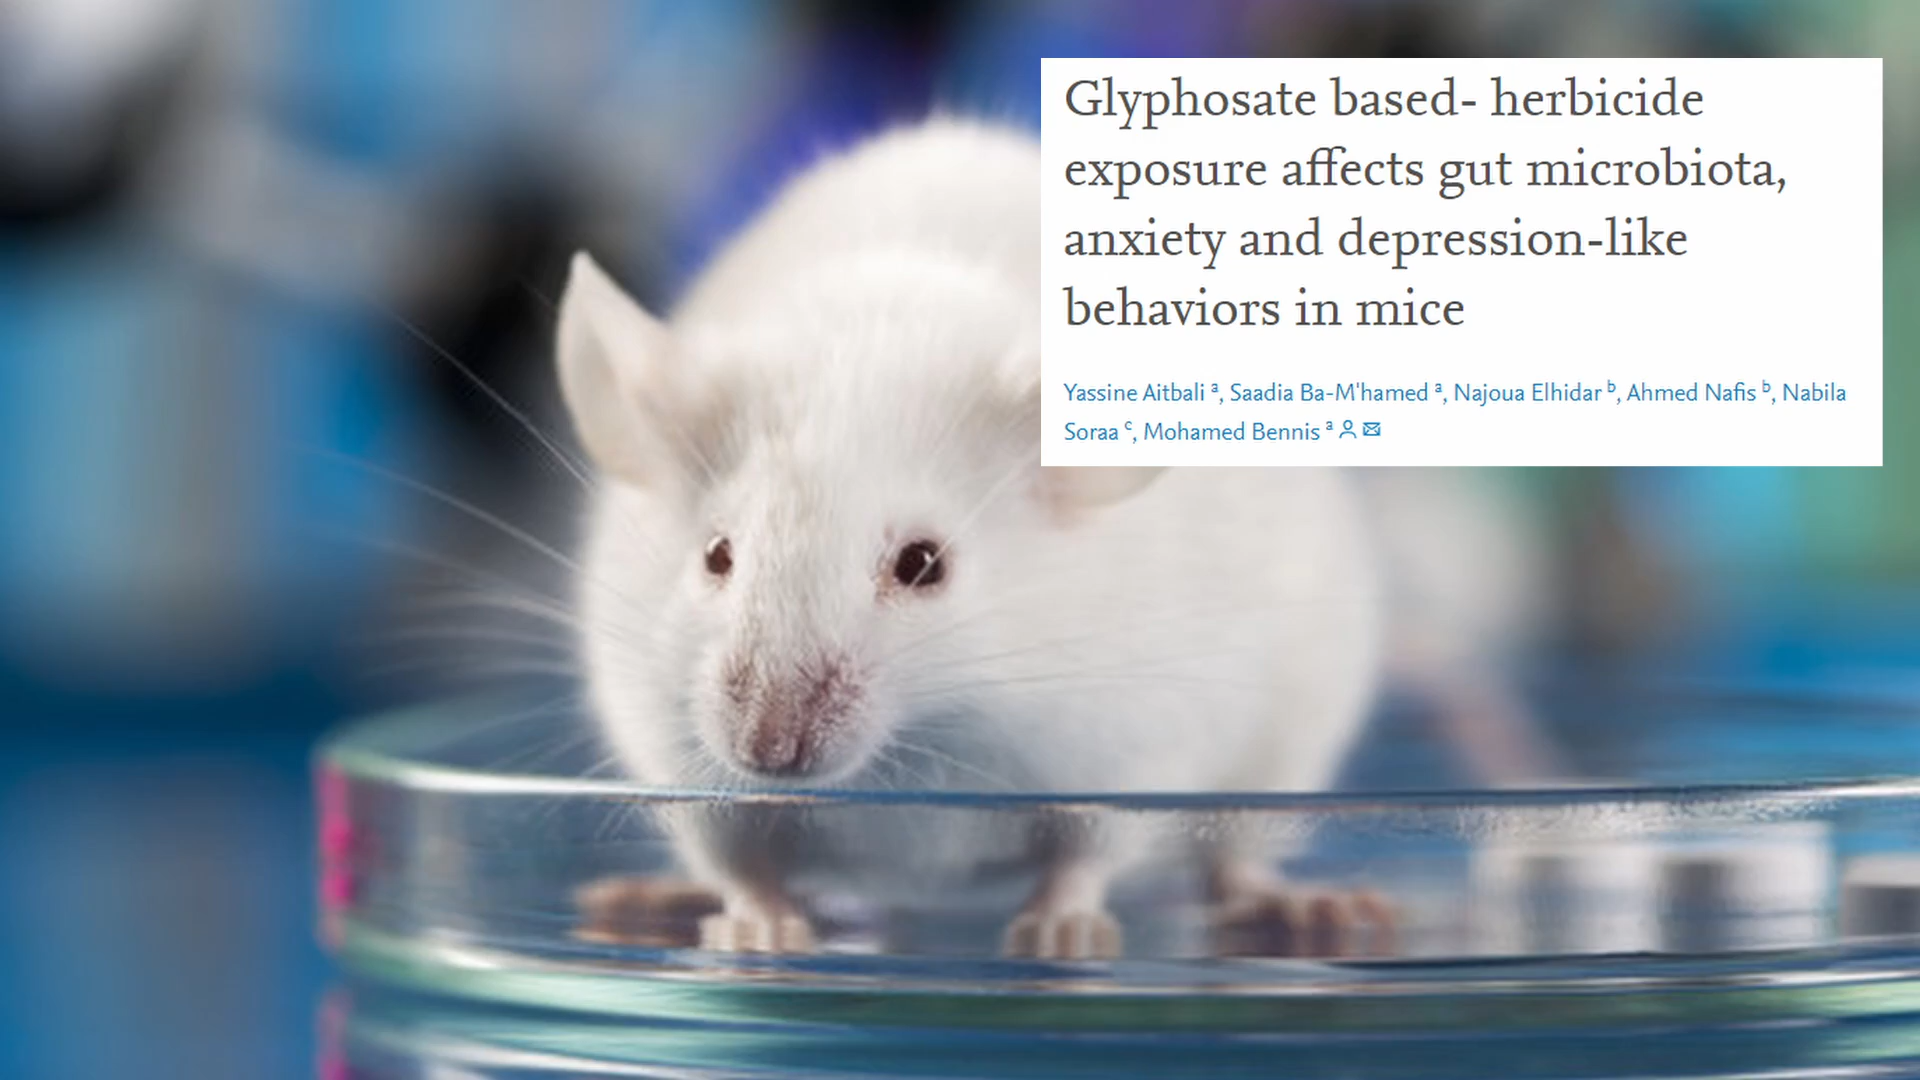 Glyphosate based- herbicide
exposure affects gut microbiota,
anxiety and depression-like
behaviors in mice
Yassine Aitbali a, Saadia Ba-M'hamed a, Najoua Elhidar b, Ahmed Nafis b, Nabila
Soraa c, Mohamed Bennis a